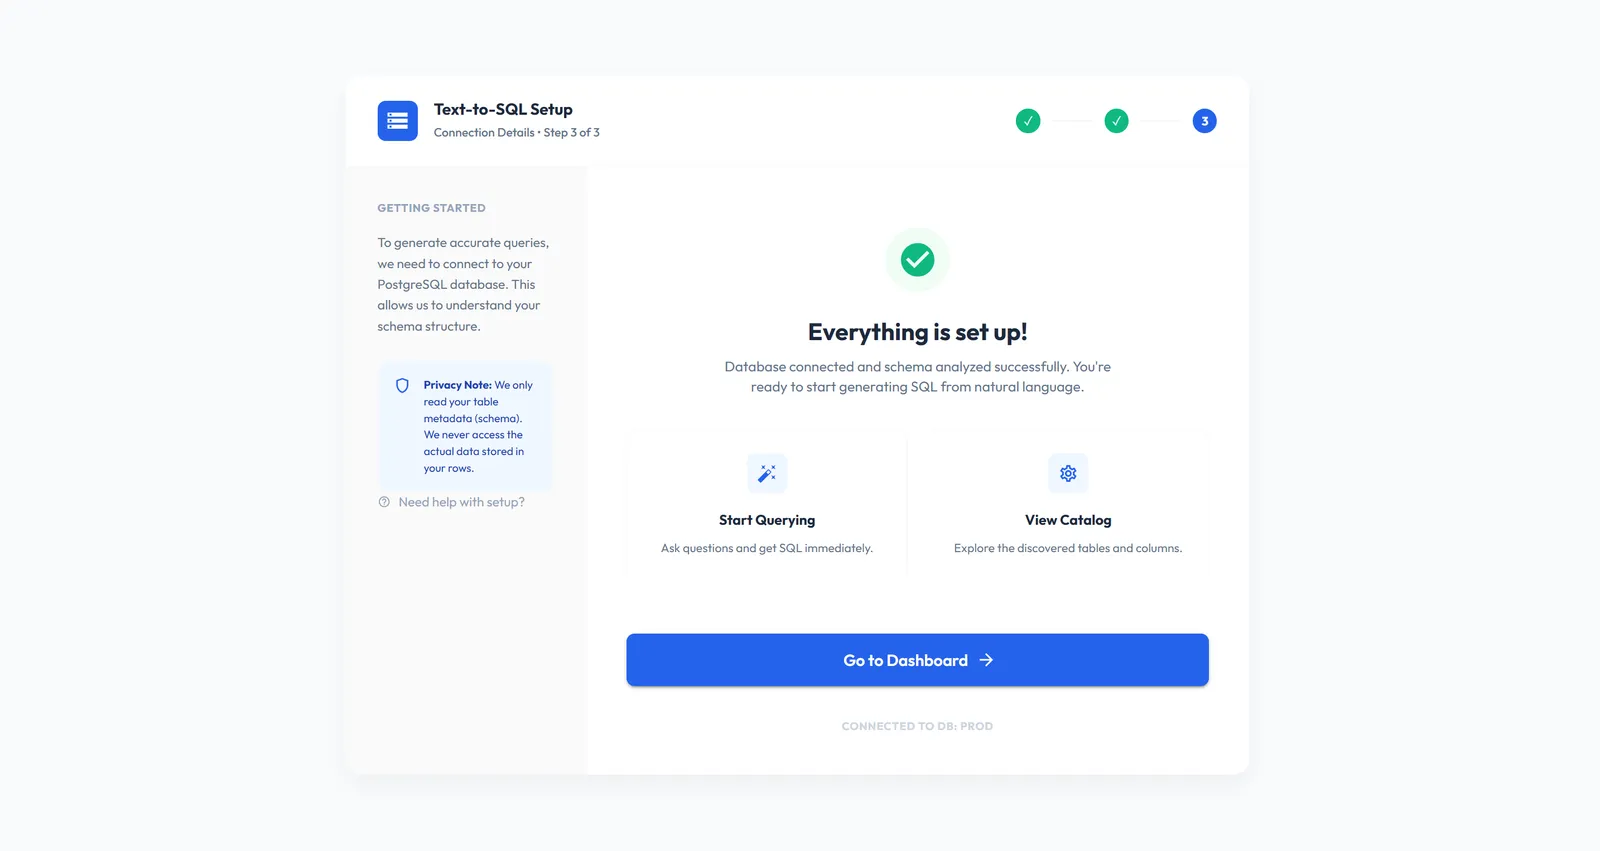 Text-to-SQL Setup
Connection Details • Step 3 of 3
3
GETTING STARTED
To generate accurate queries,
we need to connect to your
PostgreSQL database. This
allows us to understand your
schema structure.
Privacy Note: We only
read your table
metadata (schema).
We never access the
actual data stored in
your rows.
Need help with setup?
Everything is set up!
Database connected and schema analyzed successfully. You're
ready to start generating SQL from natural language.
Start Querying
Ask questions and get SQL immediately.
View Catalog
Explore the discovered tables and columns.
Go to Dashboard
CONNECTED TO DB: PROD